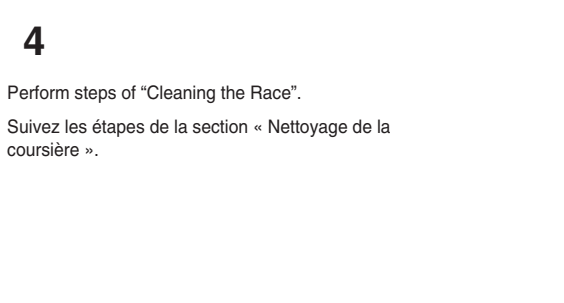 4
Perform steps of “Cleaning the Race”.
Suivez les étapes de la section « Nettoyage de la
coursière ».